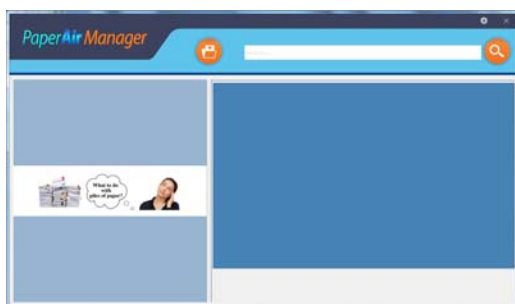 PaperAir Manager
What to do
with
piles of paper?